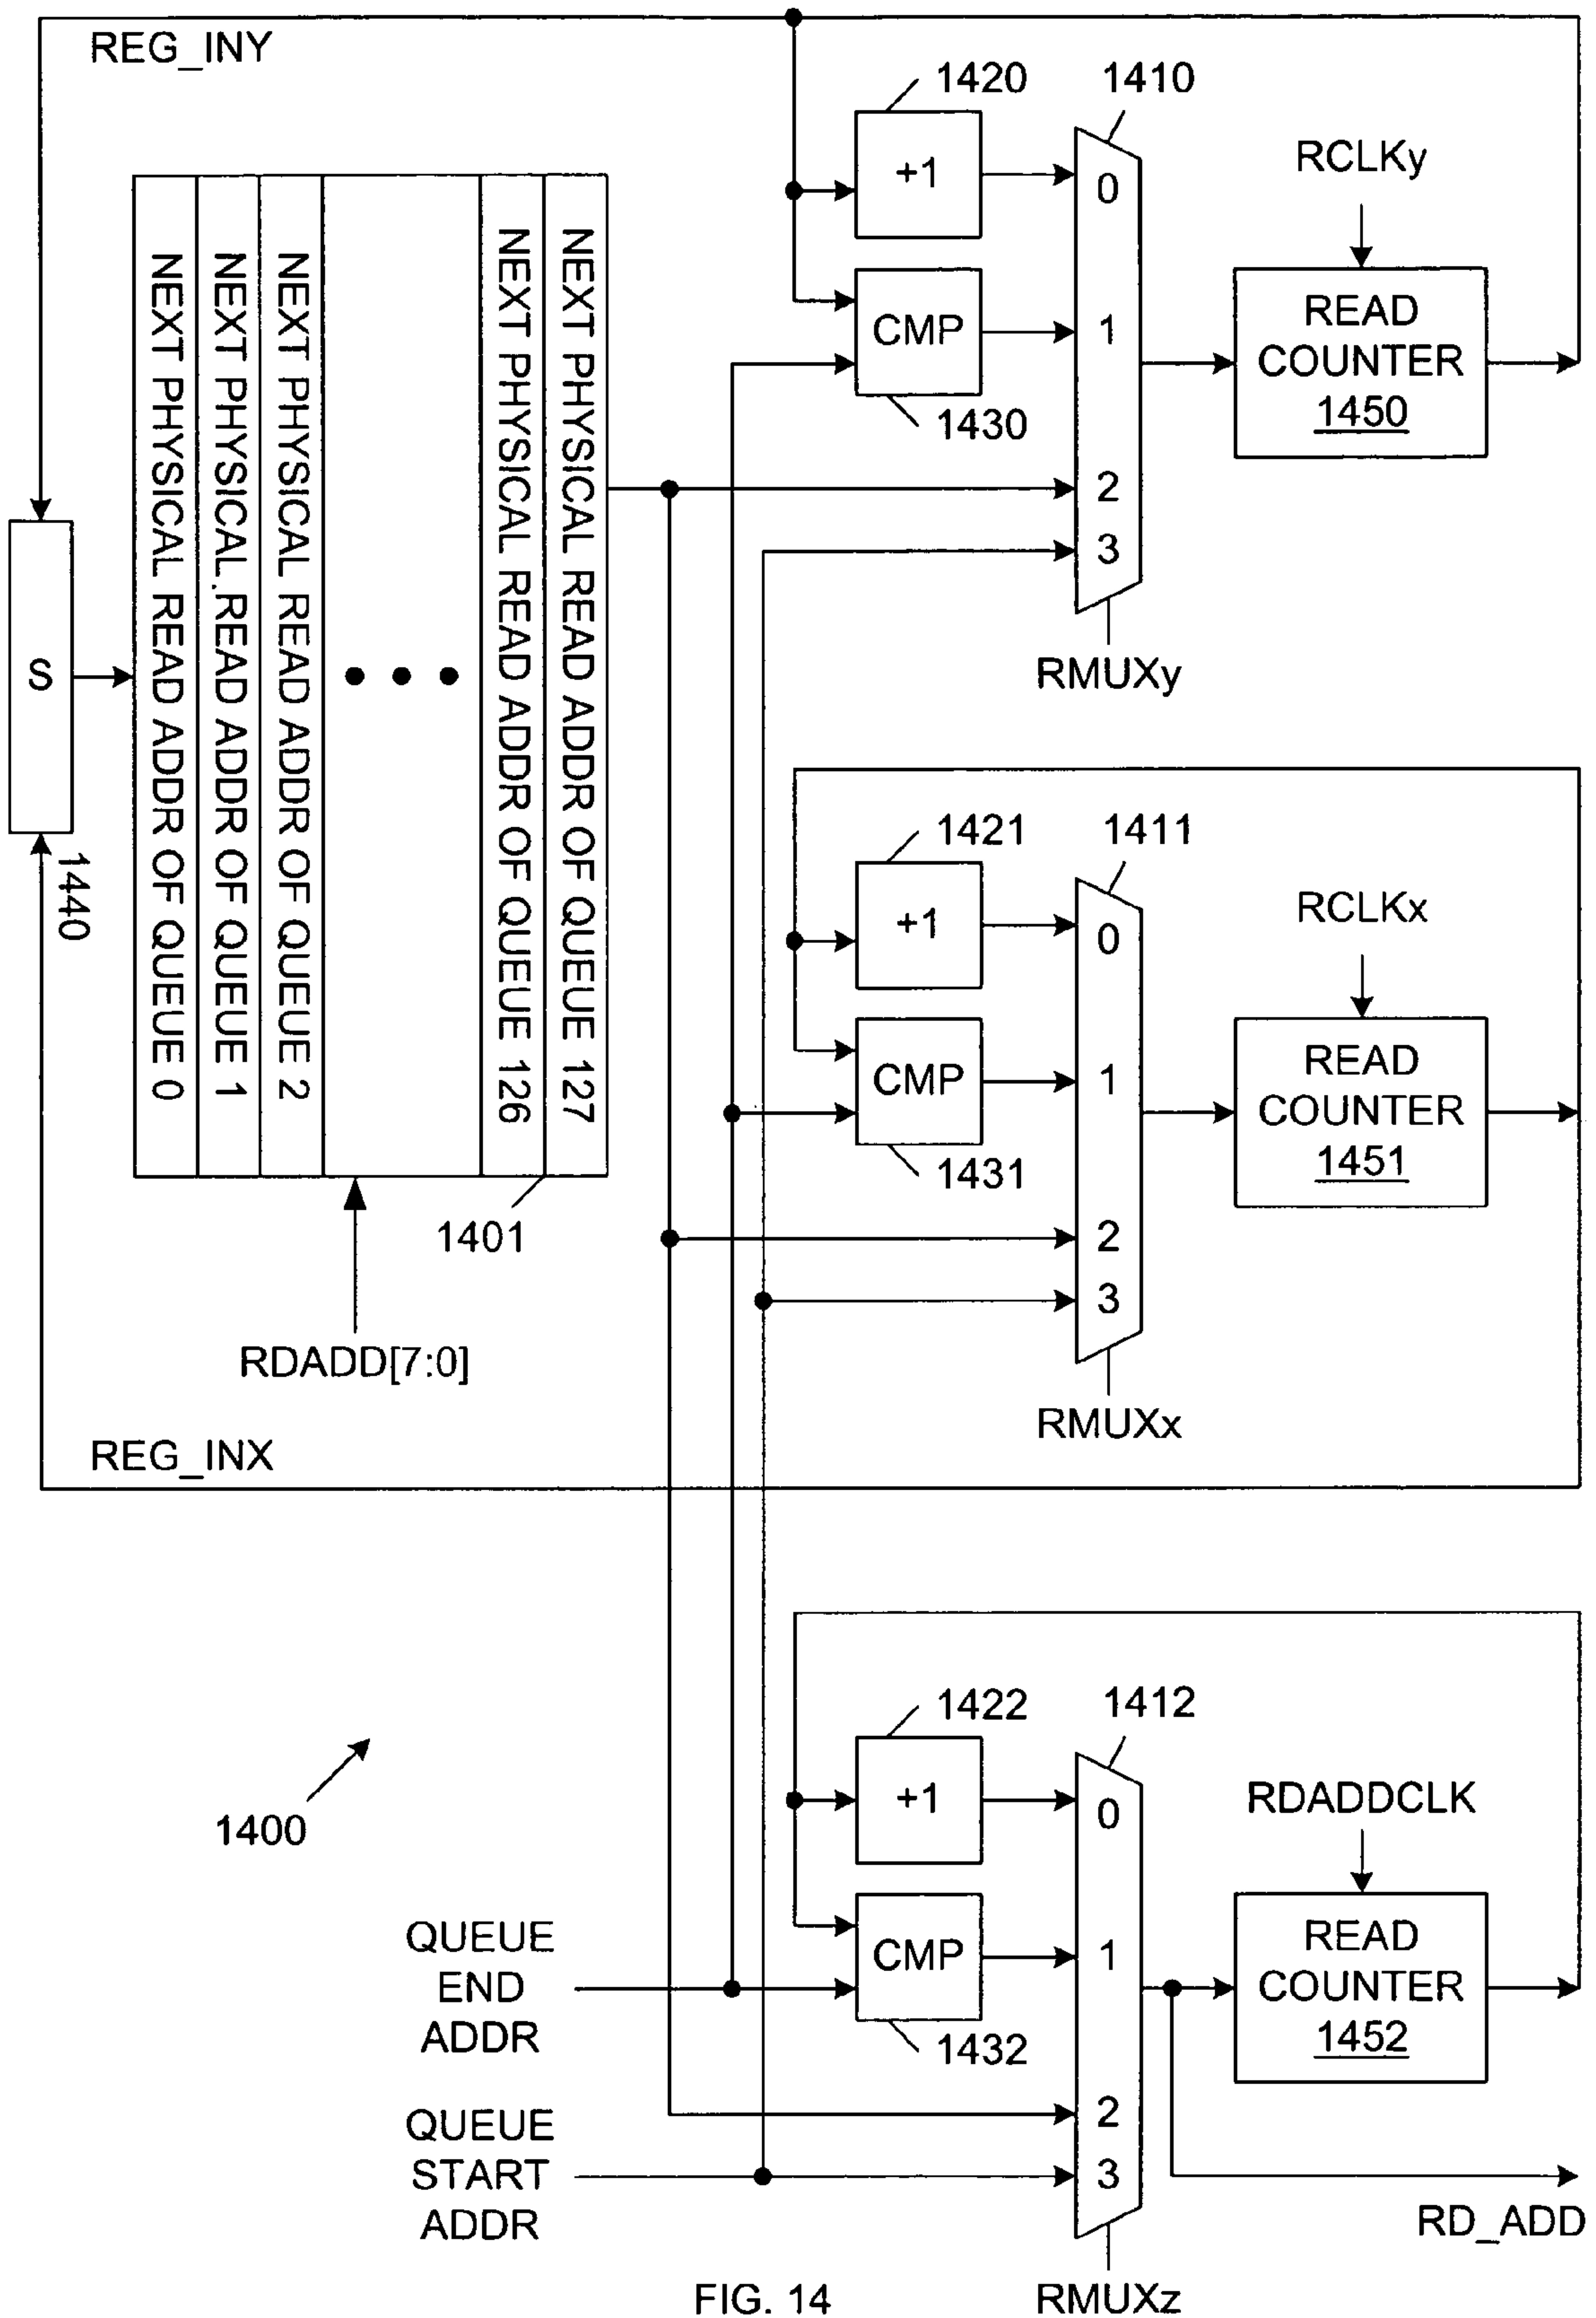 REG_INY
1420
1410
+1
0
RCLKy
CMP
1
1430
READ
COUNTER
1450
2
3
RMUXy
S
1440
NEXT PHYSICAL READ ADDR OF QUEUE 0
NEXT PHYSICAL READ ADDR OF QUEUE 1
NEXT PHYSICAL READ ADDR OF QUEUE 2
NEXT PHYSICAL READ ADDR OF QUEUE 126
NEXT PHYSICAL READ ADDR OF QUEUE 127
1401
RDADD[7:0]
REG_INX
1421
1411
+1
0
RCLKx
CMP
1
1431
READ
COUNTER
1451
2
3
RMUXx
1422
1412
+1
0
RDADDCLK
CMP
1
1432
READ
COUNTER
1452
2
3
RMUXz
RD_ADD
1400
QUEUE
END
ADDR
QUEUE
START
ADDR
FIG. 14